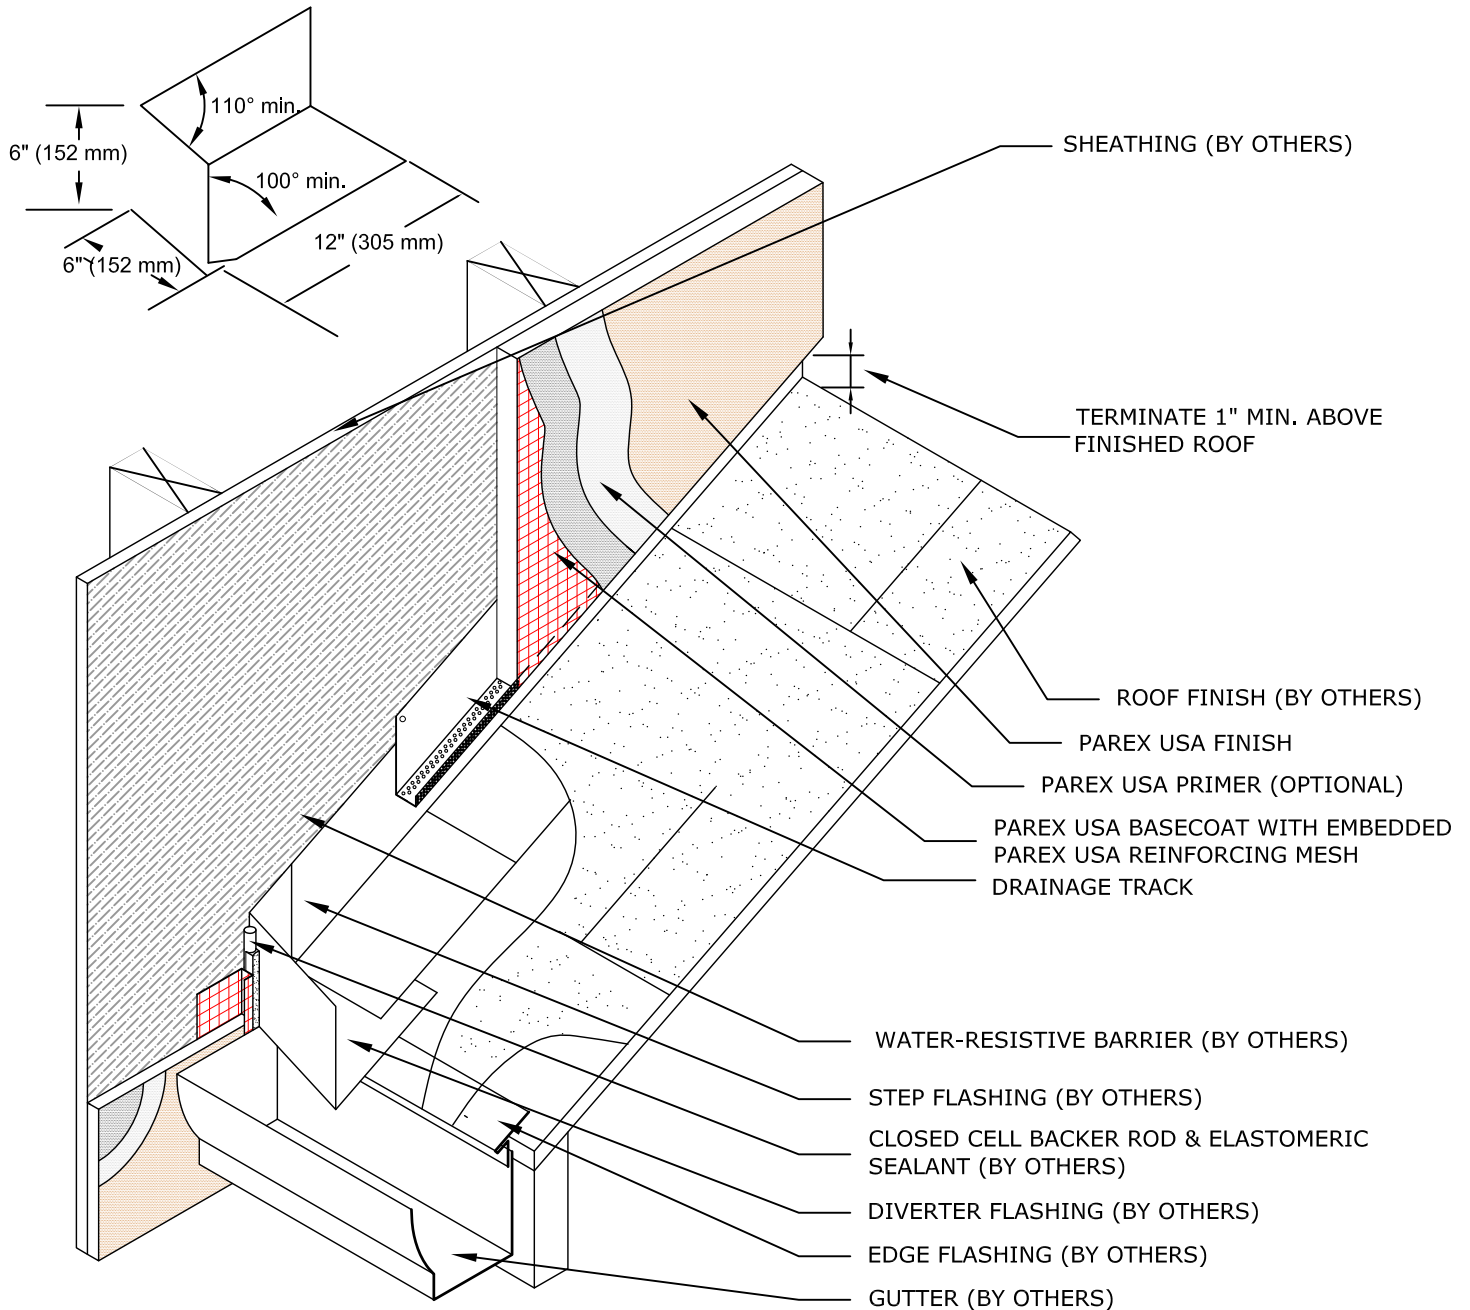 110° min.
6" (152 mm)
100° min.
12" (305 mm)
6" (152 mm)
SHEATHING (BY OTHERS)
TERMINATE 1" MIN. ABOVE
FINISHED ROOF
ROOF FINISH (BY OTHERS)
PAREX USA FINISH
PAREX USA PRIMER (OPTIONAL)
PAREX USA BASECOAT WITH EMBEDDED
PAREX USA REINFORCING MESH
DRAINAGE TRACK
WATER-RESISTIVE BARRIER (BY OTHERS)
STEP FLASHING (BY OTHERS)
CLOSED CELL BACKER ROD & ELASTOMERIC
SEALANT (BY OTHERS)
DIVERTER FLASHING (BY OTHERS)
EDGE FLASHING (BY OTHERS)
GUTTER (BY OTHERS)